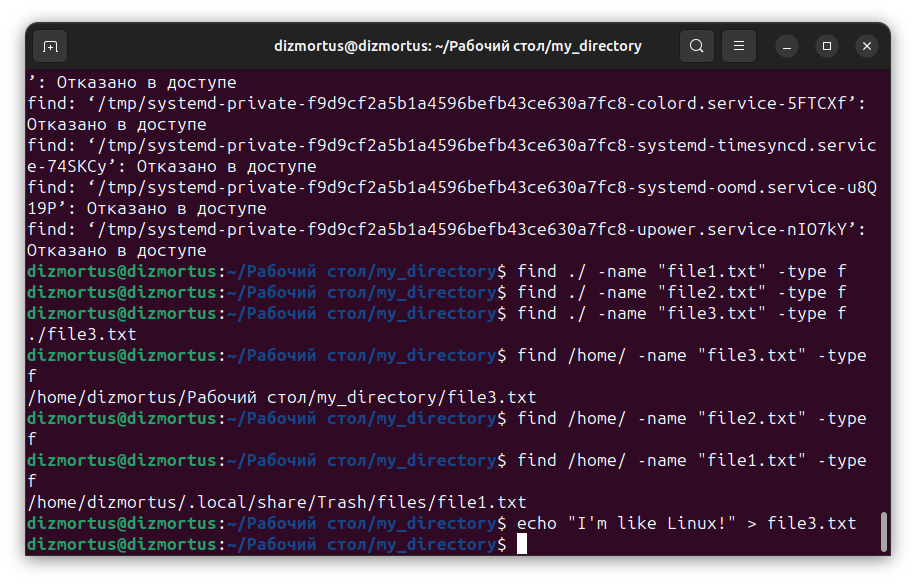 dizmortus@dizmortus: ~/Рабочий стол/my_directory
’: Отказано в доступе
find: ‘/tmp/systemd-private-f9d9cf2a5b1a4596befb43ce630a7fc8-colord.service-5FTCXf’:
Отказано в доступе
find: ‘/tmp/systemd-private-f9d9cf2a5b1a4596befb43ce630a7fc8-systemd-timesyncd.servic
e-74SKCy’: Отказано в доступе
find: ‘/tmp/systemd-private-f9d9cf2a5b1a4596befb43ce630a7fc8-systemd-oomd.service-u8Q
19P’: Отказано в доступе
find: ‘/tmp/systemd-private-f9d9cf2a5b1a4596befb43ce630a7fc8-upower.service-nIO7kY’:
Отказано в доступе
dizmortus@dizmortus:~/Рабочий стол/my_directory$ find ./ -name "file1.txt" -type f
dizmortus@dizmortus:~/Рабочий стол/my_directory$ find ./ -name "file2.txt" -type f
dizmortus@dizmortus:~/Рабочий стол/my_directory$ find ./ -name "file3.txt" -type f
./file3.txt
dizmortus@dizmortus:~/Рабочий стол/my_directory$ find /home/ -name "file3.txt" -type
f
/home/dizmortus/Рабочий стол/my_directory/file3.txt
dizmortus@dizmortus:~/Рабочий стол/my_directory$ find /home/ -name "file2.txt" -type
f
dizmortus@dizmortus:~/Рабочий стол/my_directory$ find /home/ -name "file1.txt" -type
f
/home/dizmortus/.local/share/Trash/files/file1.txt
dizmortus@dizmortus:~/Рабочий стол/my_directory$ echo "I'm like Linux!" > file3.txt
dizmortus@dizmortus:~/Рабочий стол/my_directory$